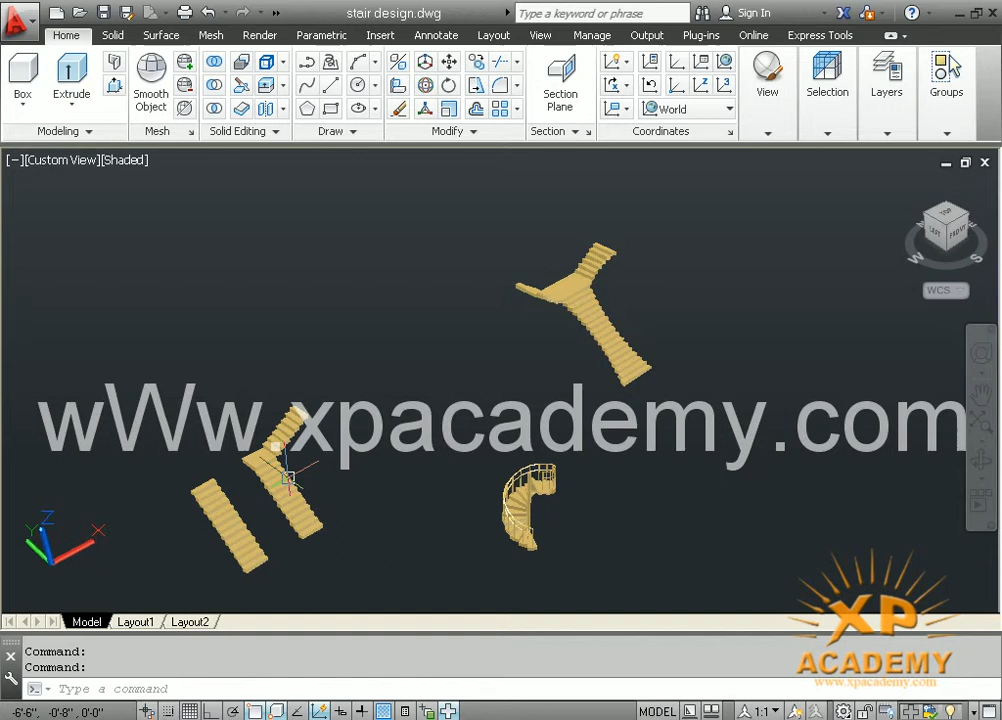 stair design.dwg
Type a keyword or phrase
Sign In
Home Solid Surface Mesh Render Parametric Insert Annotate Layout View Manage Output Plug-ins Online Express Tools
Box Extrude Smooth Object Section Plane World View Selection Layers Groups
Modeling Mesh Solid Editing Draw Modify Section Coordinates
[−][Custom View][Shaded]
TOP
LEFT FRONT
W S
WCS
wWw.xpacademy.com
Z
Y X
XP
ACADEMY
www.xpacademy.com
Model Layout1 Layout2
Command:
Command:
Type a command
-6'-6", -0'-8", 0'-0" MODEL 1:1